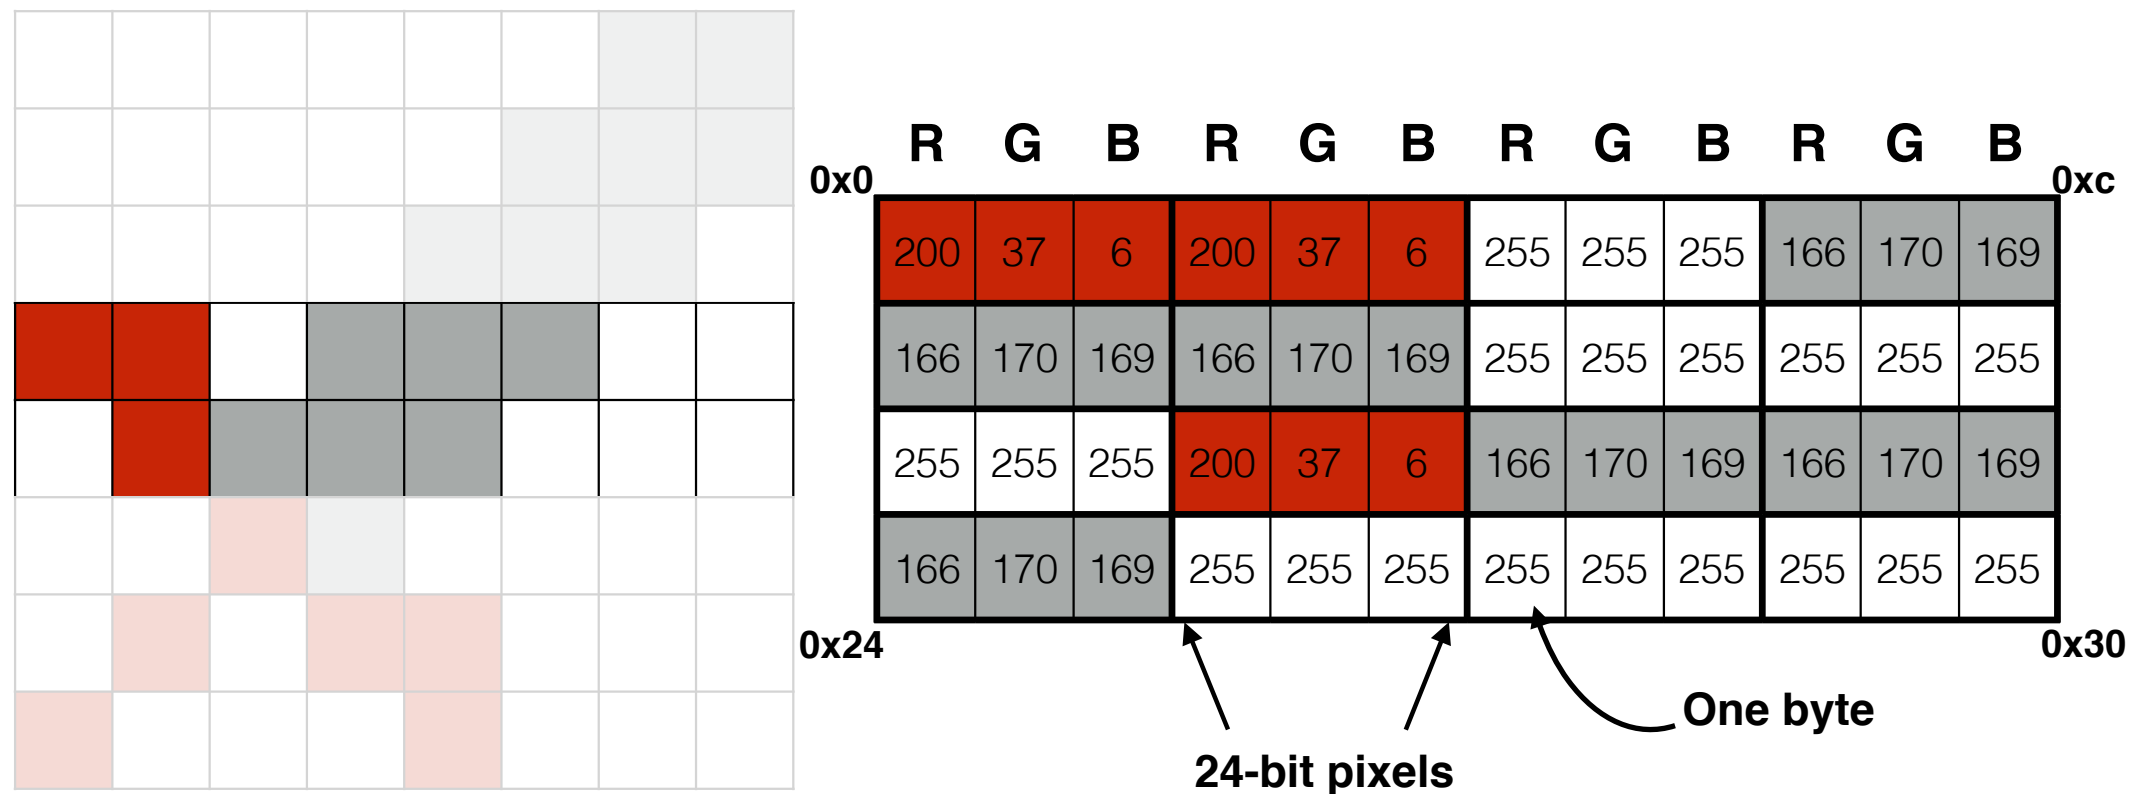 R G B R G B R G B R G B
0x0 0xc
200 37 6 200 37 6 255 255 255 166 170 169
166 170 169 166 170 169 255 255 255 255 255 255
255 255 255 200 37 6 166 170 169 166 170 169
166 170 169 255 255 255 255 255 255 255 255 255
0x24 0x30
One byte
24-bit pixels